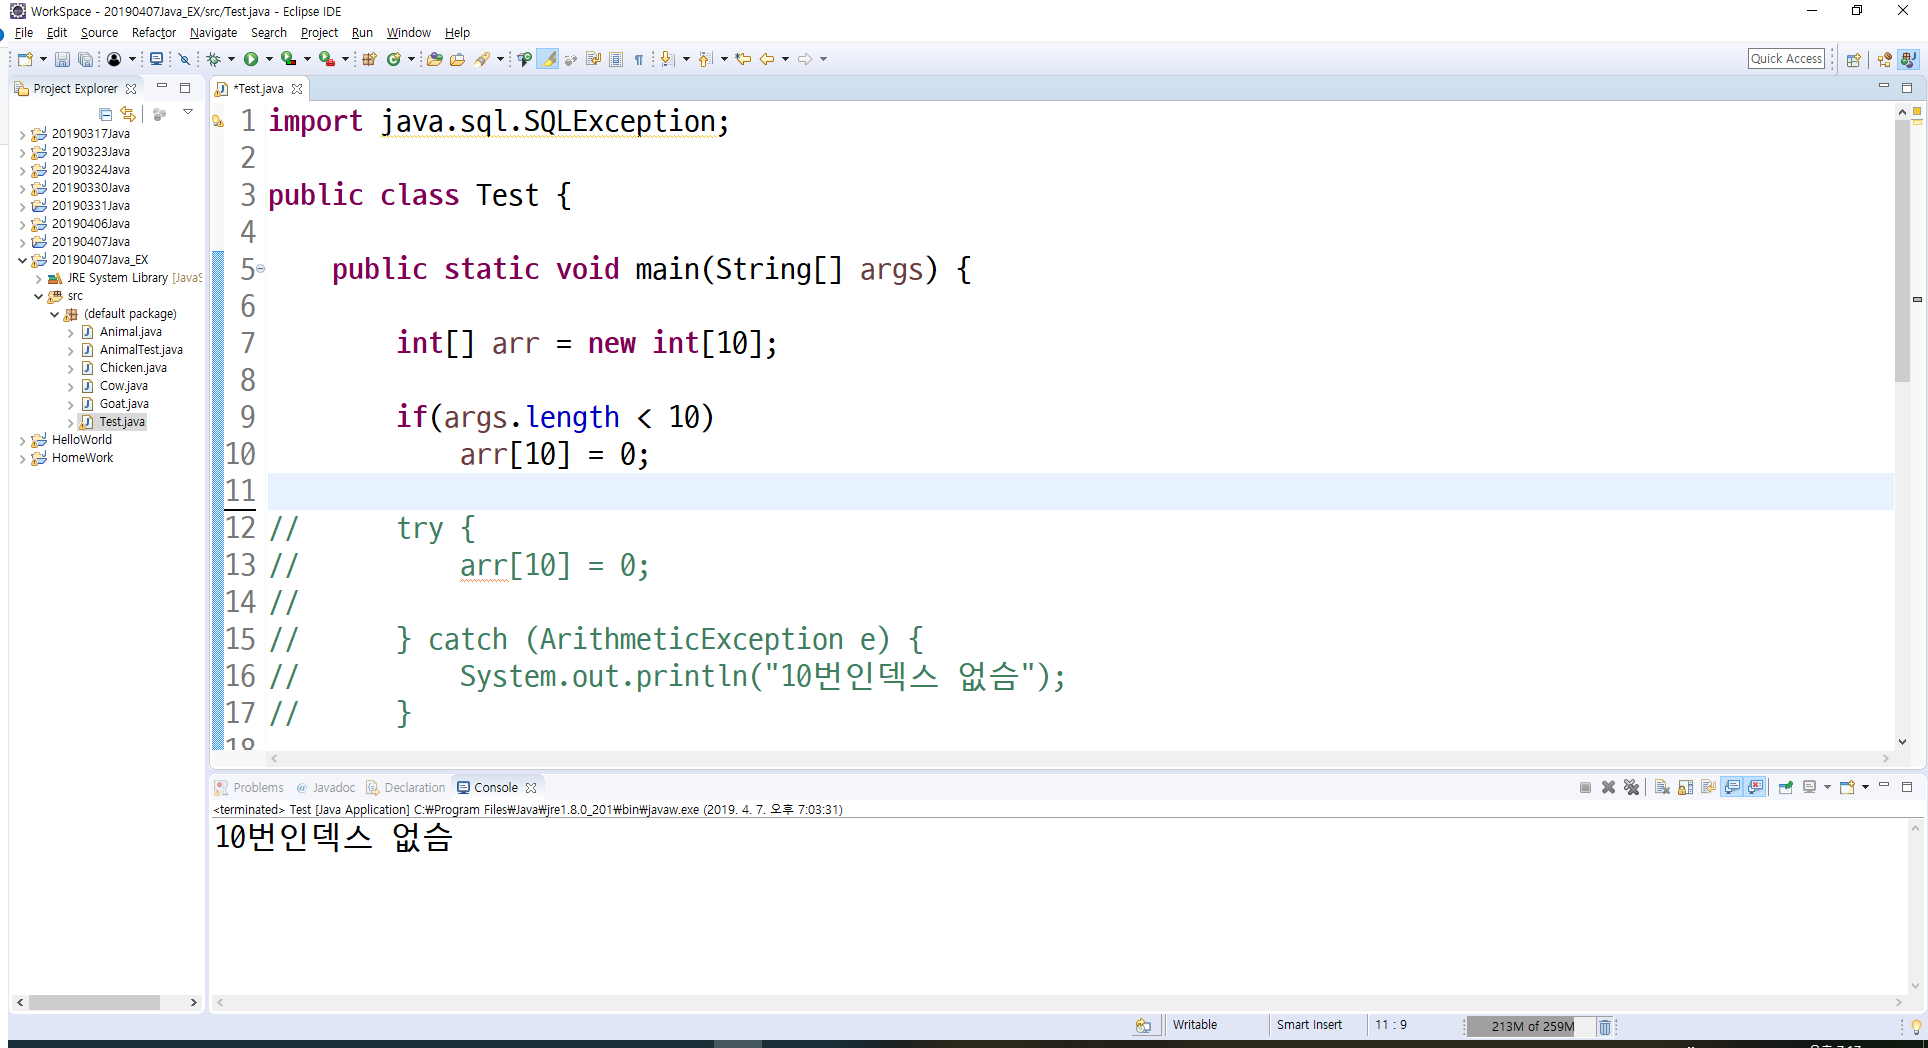 WorkSpace - 20190407Java_EX/src/Test.java - Eclipse IDE
File Edit Source Refactor Navigate Search Project Run Window Help
Quick Access
Project Explorer
20190317Java
20190323Java
20190324Java
20190330Java
20190331Java
20190406Java
20190407Java
20190407Java_EX
JRE System Library [JavaS
src
(default package)
Animal.java
AnimalTest.java
Chicken.java
Cow.java
Goat.java
Test.java
HelloWorld
HomeWork
*Test.java
1 import java.sql.SQLException;
2
3 public class Test {
4
5 public static void main(String[] args) {
6
7 int[] arr = new int[10];
8
9 if(args.length < 10)
10 arr[10] = 0;
11
12 // try {
13 // arr[10] = 0;
14 //
15 // } catch (ArithmeticException e) {
16 // System.out.println("10번인덱스 없슴");
17 // }
18
Problems @ Javadoc Declaration Console
<terminated> Test [Java Application] C:₩Program Files₩Java₩jre1.8.0_201₩bin₩javaw.exe (2019. 4. 7. 오후 7:03:31)
10번인덱스 없슴
Writable Smart Insert 11 : 9 213M of 259M